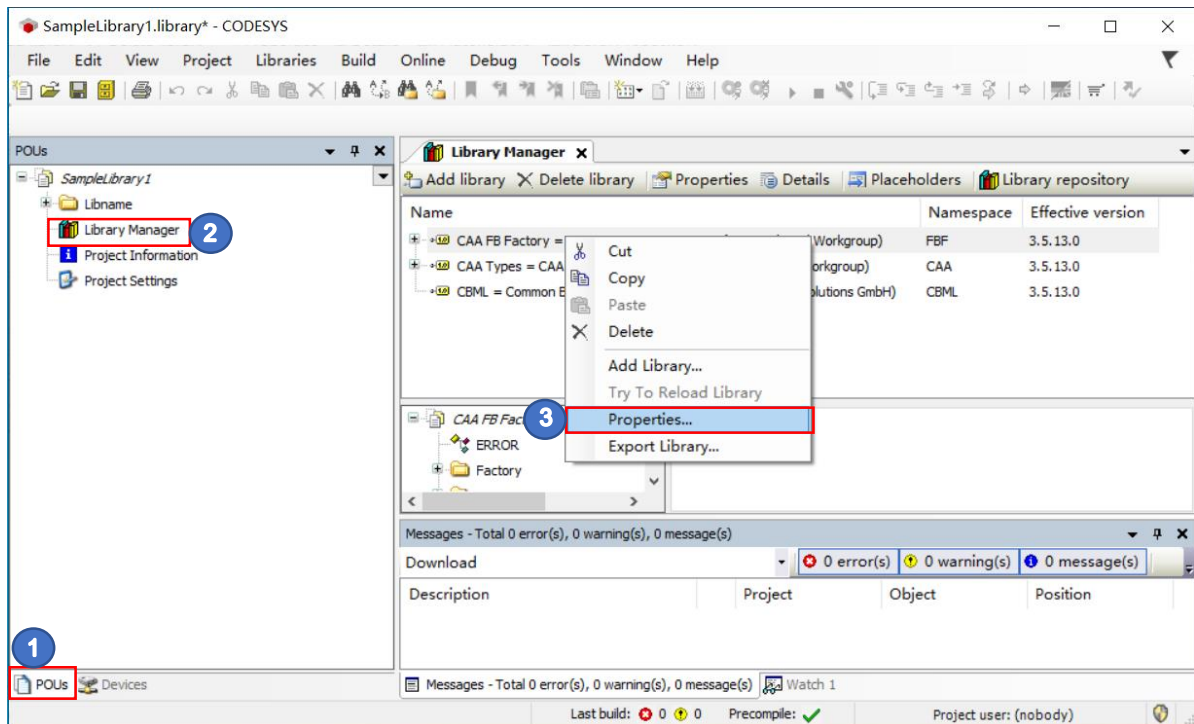 SampleLibrary1.library* - CODESYS
File Edit View Project Libraries Build Online Debug Tools Window Help
POUs
SampleLibrary1
Libname
Library Manager
2
Project Information
Project Settings
1
POUs Devices
Library Manager
Add library Delete library Properties Details Placeholders Library repository
Name Namespace Effective version
CAA FB Factory = Workgroup) FBF 3.5.13.0
CAA Types = CAA orkgroup) CAA 3.5.13.0
CBML = Common olutions GmbH) CBML 3.5.13.0
Cut
Copy
Paste
Delete
Add Library...
Try To Reload Library
3
Properties...
Export Library...
CAA FB Fac
ERROR
Factory
Messages - Total 0 error(s), 0 warning(s), 0 message(s)
Download 0 error(s) 0 warning(s) 0 message(s)
Description Project Object Position
Messages - Total 0 error(s), 0 warning(s), 0 message(s) Watch 1
Last build: 0 0 Precompile: Project user: (nobody)